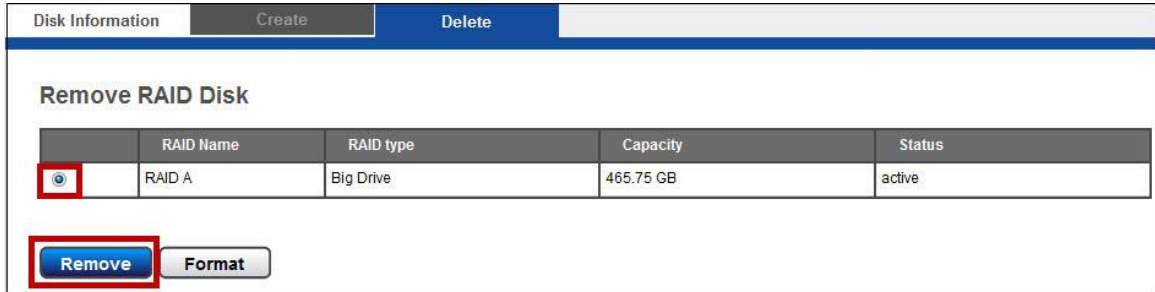 Disk Information Create Delete
Remove RAID Disk
RAID Name RAID type Capacity Status
RAID A Big Drive 465.75 GB active
Remove Format